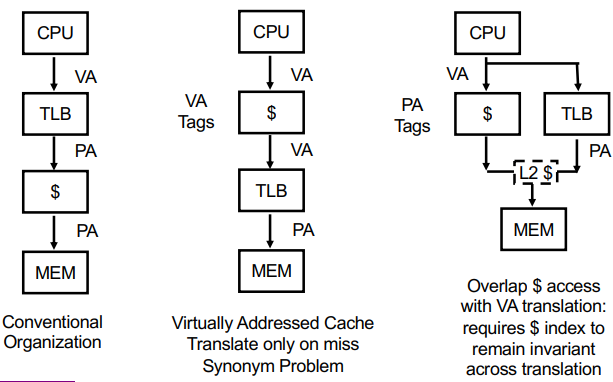 CPU
VA
TLB
PA
$
PA
MEM
Conventional
Organization
CPU
VA
VA
Tags
$
VA
TLB
PA
MEM
Virtually Addressed Cache
Translate only on miss
Synonym Problem
CPU
VA
PA
Tags
$
TLB
PA
L2 $
MEM
Overlap $ access
with VA translation:
requires $ index to
remain invariant
across translation